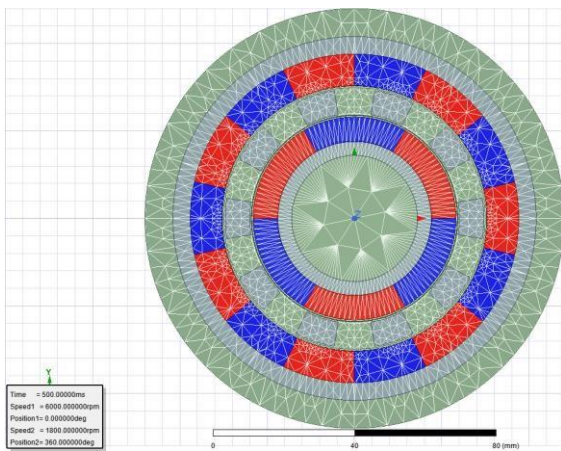 Y
Time = 500.00000ms
Speed1 = 6000.000000rpm
Position1= 0.000000deg
Speed2 = 1800.000000rpm
Position2= 360.000000deg
0 40 80 (mm)